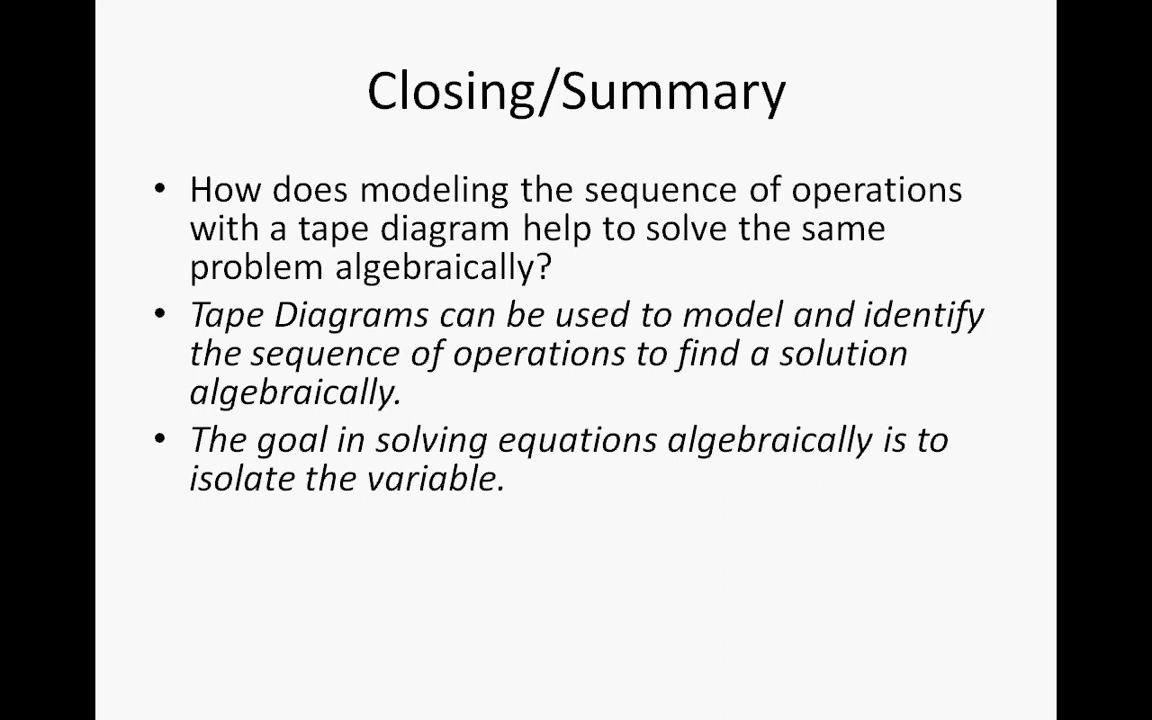 Closing/Summary
• How does modeling the sequence of operations
with a tape diagram help to solve the same
problem algebraically?
• Tape Diagrams can be used to model and identify
the sequence of operations to find a solution
algebraically.
• The goal in solving equations algebraically is to
isolate the variable.